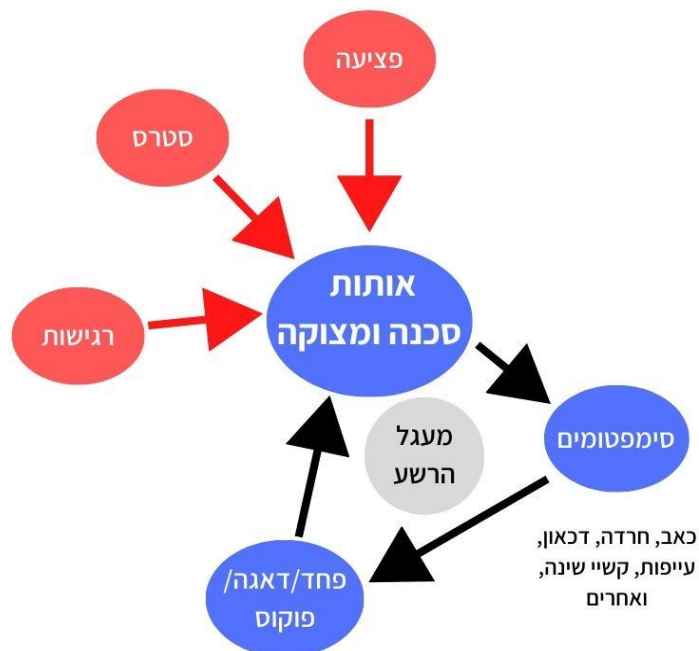 פציעה
סטרס
רגישות
אותות
סכנה ומצוקה
מעגל
הרשע
סימפטומים
כאב, חרדה, דכאון,
עייפות, קשיי שינה,
ואחרים
פחד/דאגה/
פוקוס